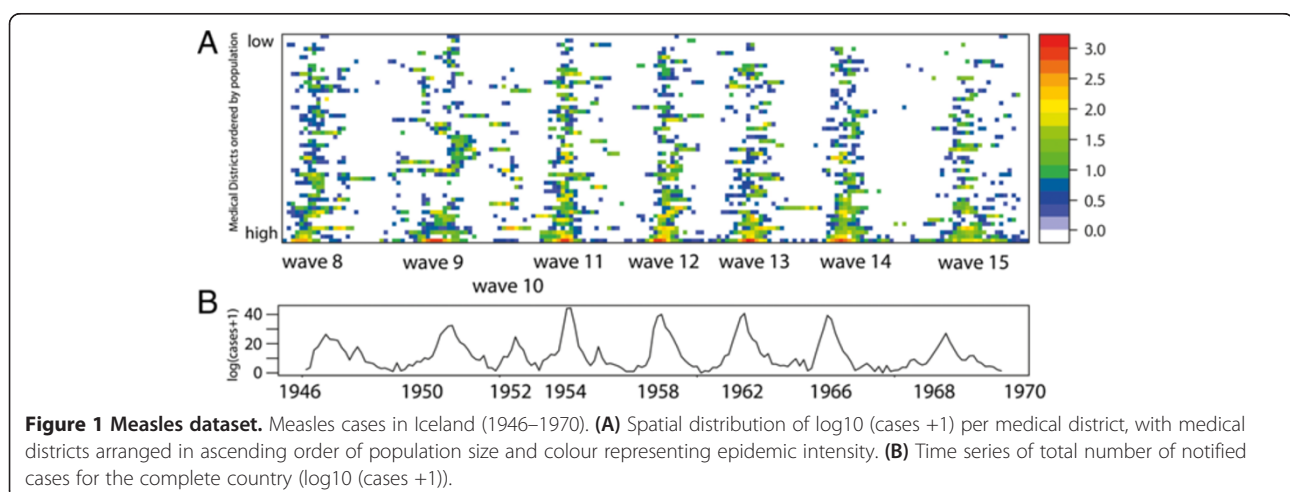 A
Medical Districts ordered by population
low
high
3.0
2.5
2.0
1.5
1.0
0.5
0.0
wave 8 wave 9 wave 11 wave 12 wave 13 wave 14 wave 15
wave 10
B
log(cases+1)
40
20
0
1946 1950 1952 1954 1958 1962 1966 1968 1970
Figure 1 Measles dataset. Measles cases in Iceland (1946–1970). (A) Spatial distribution of log10 (cases +1) per medical district, with medical
districts arranged in ascending order of population size and colour representing epidemic intensity. (B) Time series of total number of notified
cases for the complete country (log10 (cases +1)).